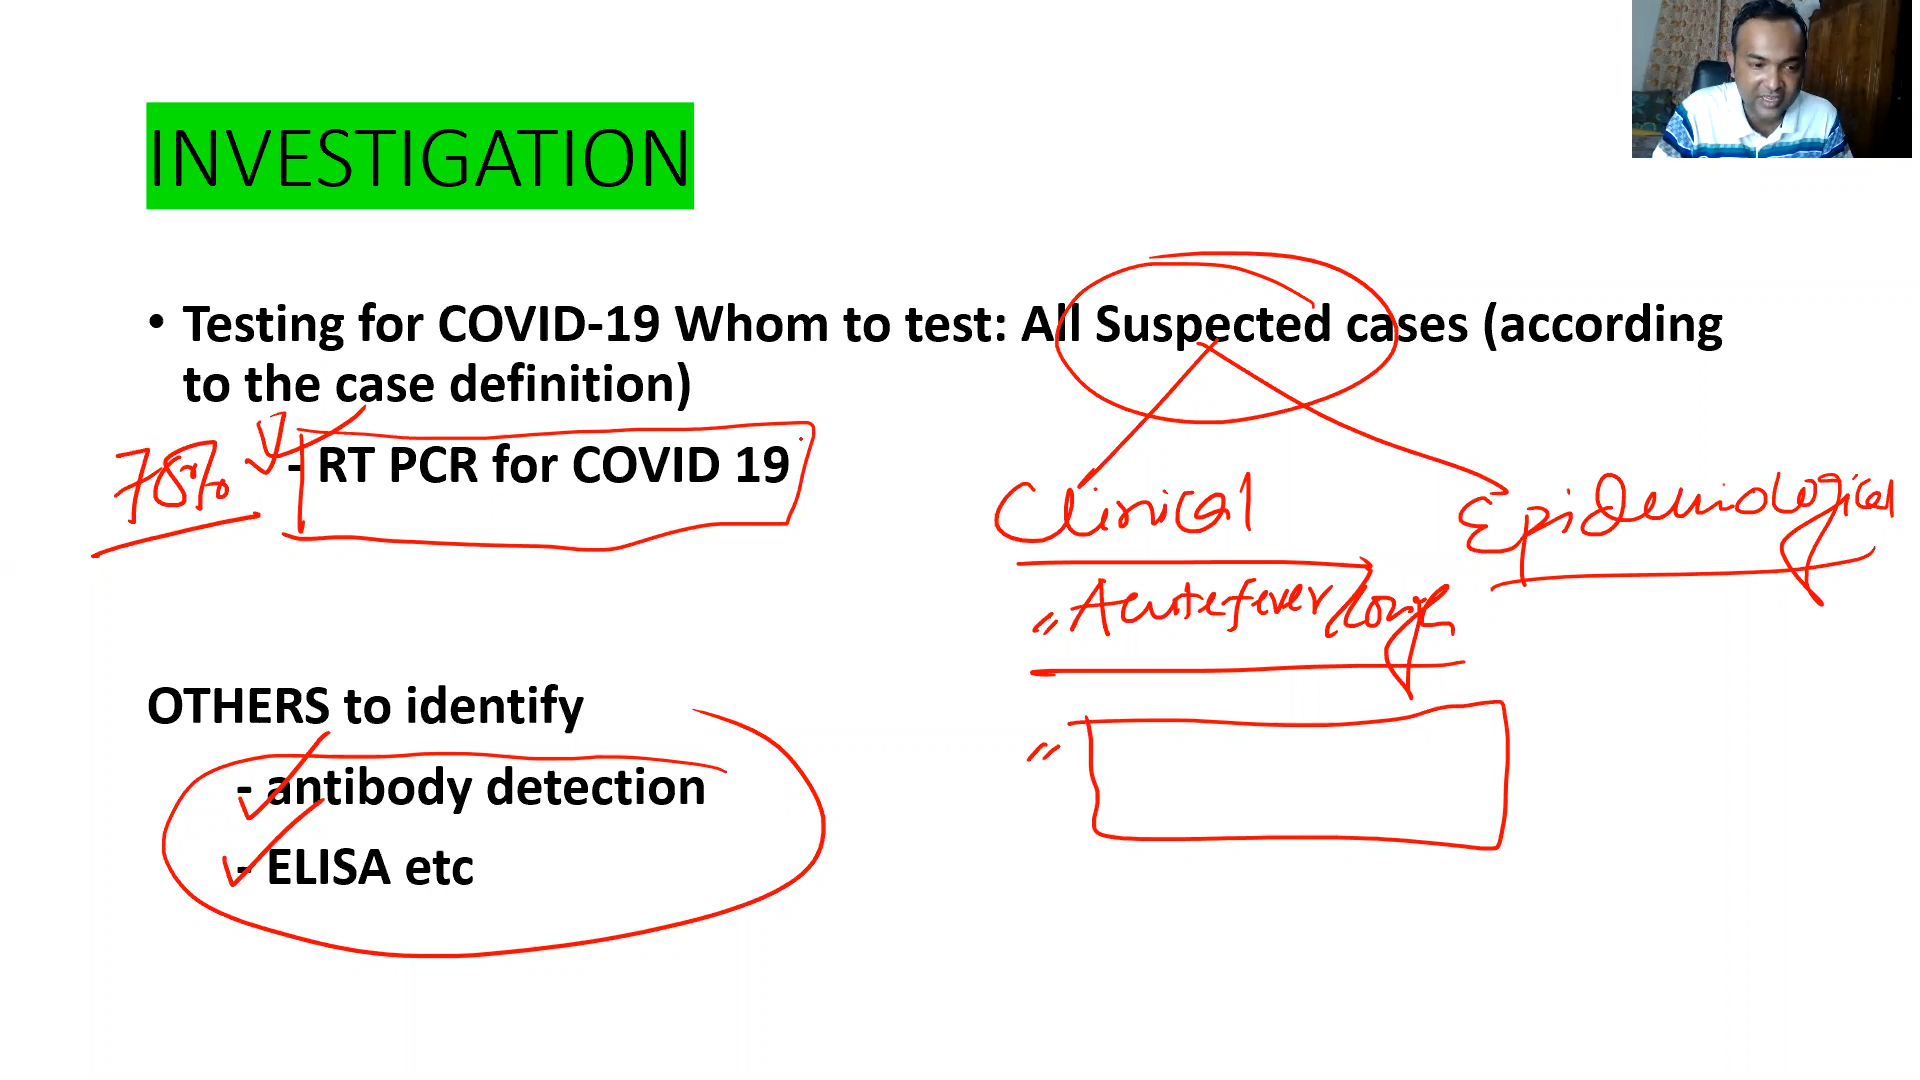 INVESTIGATION
• Testing for COVID-19 Whom to test: All Suspected cases (according
to the case definition)
- RT PCR for COVID 19
78%
Clinical
Epidemiological
" Acute fever/cough
"
OTHERS to identify
- antibody detection
- ELISA etc